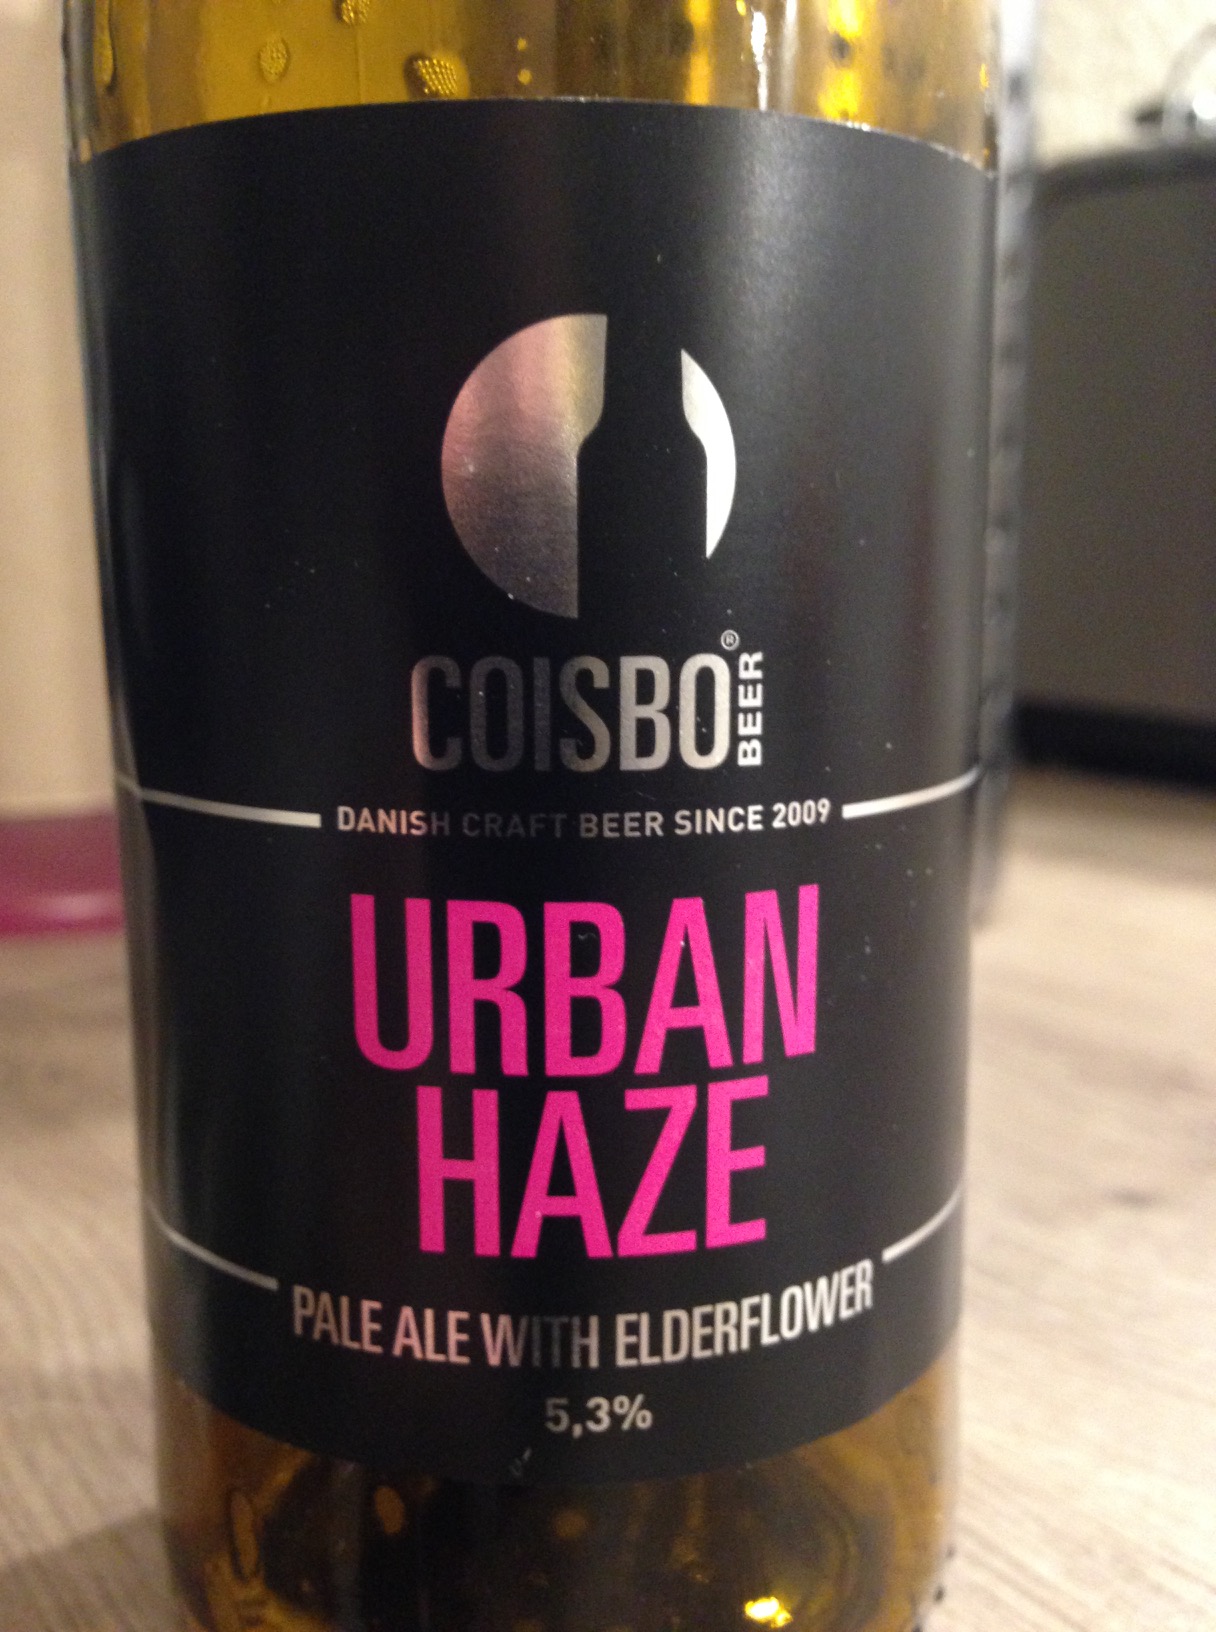 COISBO®
BEER
DANISH CRAFT BEER SINCE 2009
URBAN
HAZE
PALE ALE WITH ELDERFLOWER
5,3%